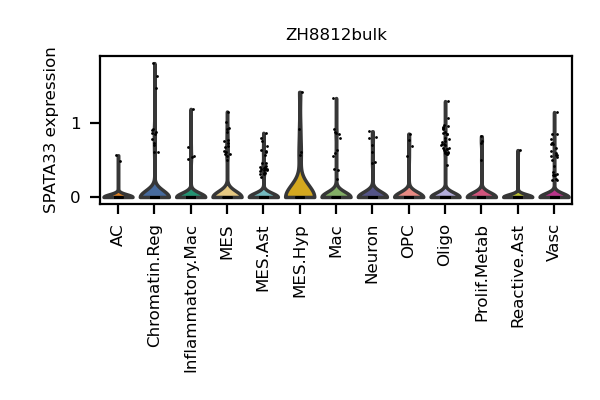 ZH8812bulk
SPATA33 expression
1
0
AC
Chromatin.Reg
Inflammatory.Mac
MES
MES.Ast
MES.Hyp
Mac
Neuron
OPC
Oligo
Prolif.Metab
Reactive.Ast
Vasc